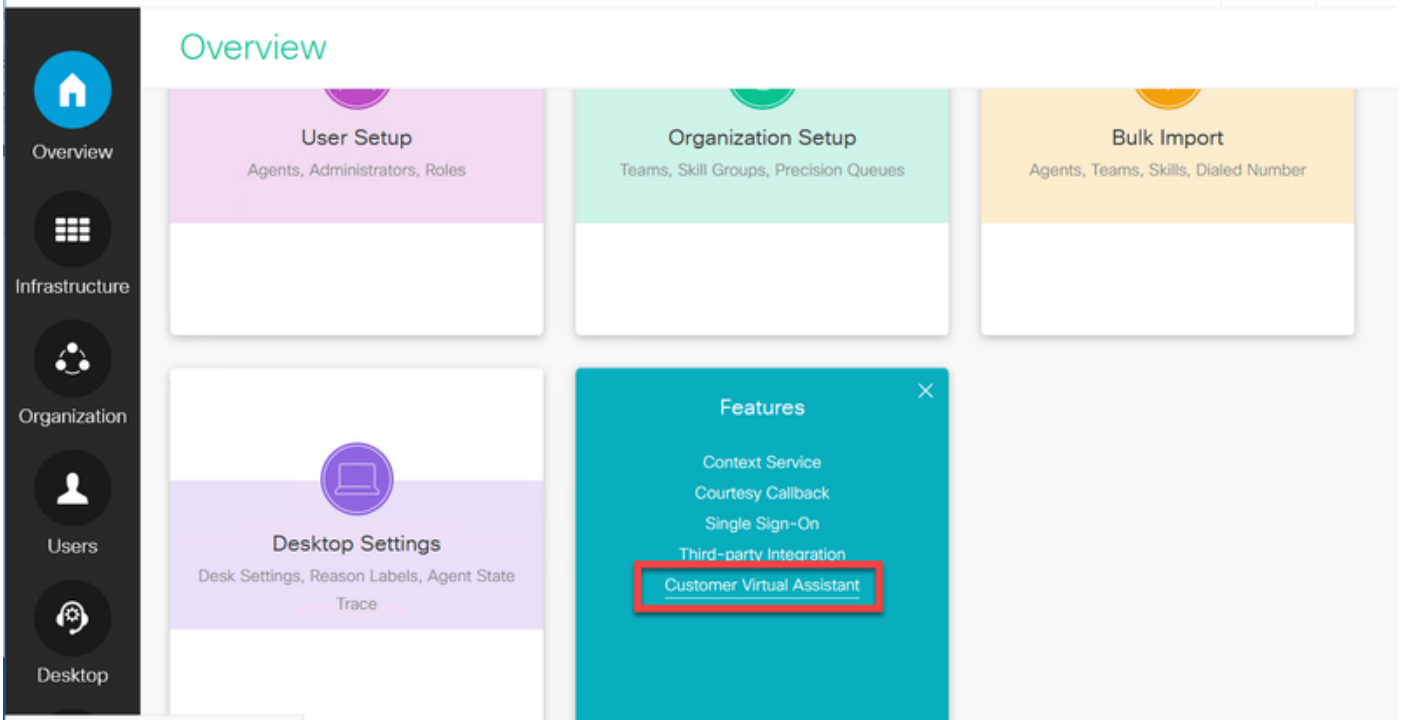 Overview
Overview
Infrastructure
Organization
Users
Desktop
User Setup
Agents, Administrators, Roles
Organization Setup
Teams, Skill Groups, Precision Queues
Bulk Import
Agents, Teams, Skills, Dialed Number
Desktop Settings
Desk Settings, Reason Labels, Agent State
Trace
Features
Context Service
Courtesy Callback
Single Sign-On
Third-party Integration
Customer Virtual Assistant